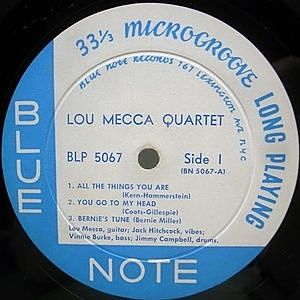 33⅓ MICROGROOVE LONG PLAYING
BLUE NOTE RECORDS 767 LEXINGTON AVE N.Y.C
LOU MECCA QUARTET
BLP 5067 Side 1
(BN 5067-A)
1. ALL THE THINGS YOU ARE
(Kern-Hammerstein)
2. YOU GO TO MY HEAD
(Coots-Gillespie)
3. BERNIE'S TUNE (Bernie Miller)
Lou Mecca, guitar; Jack Hitchcock, vibes;
Vinnie Burke, bass; Jimmy Campbell, drums,
BLUE
NOTE